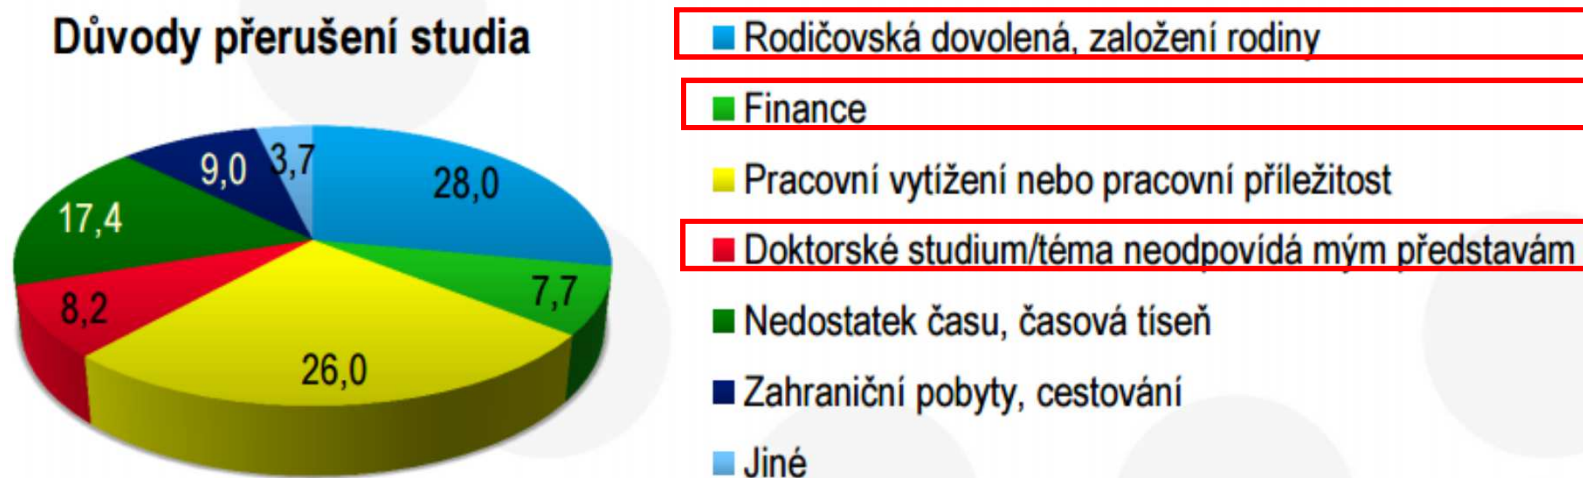 Důvody přerušení studia
Rodičovská dovolená, založení rodiny
Finance
Pracovní vytížení nebo pracovní příležitost
Doktorské studium/téma neodpovídá mým představám
Nedostatek času, časová tíseň
Zahraniční pobyty, cestování
Jiné
3,7
9,0
28,0
17,4
7,7
8,2
26,0